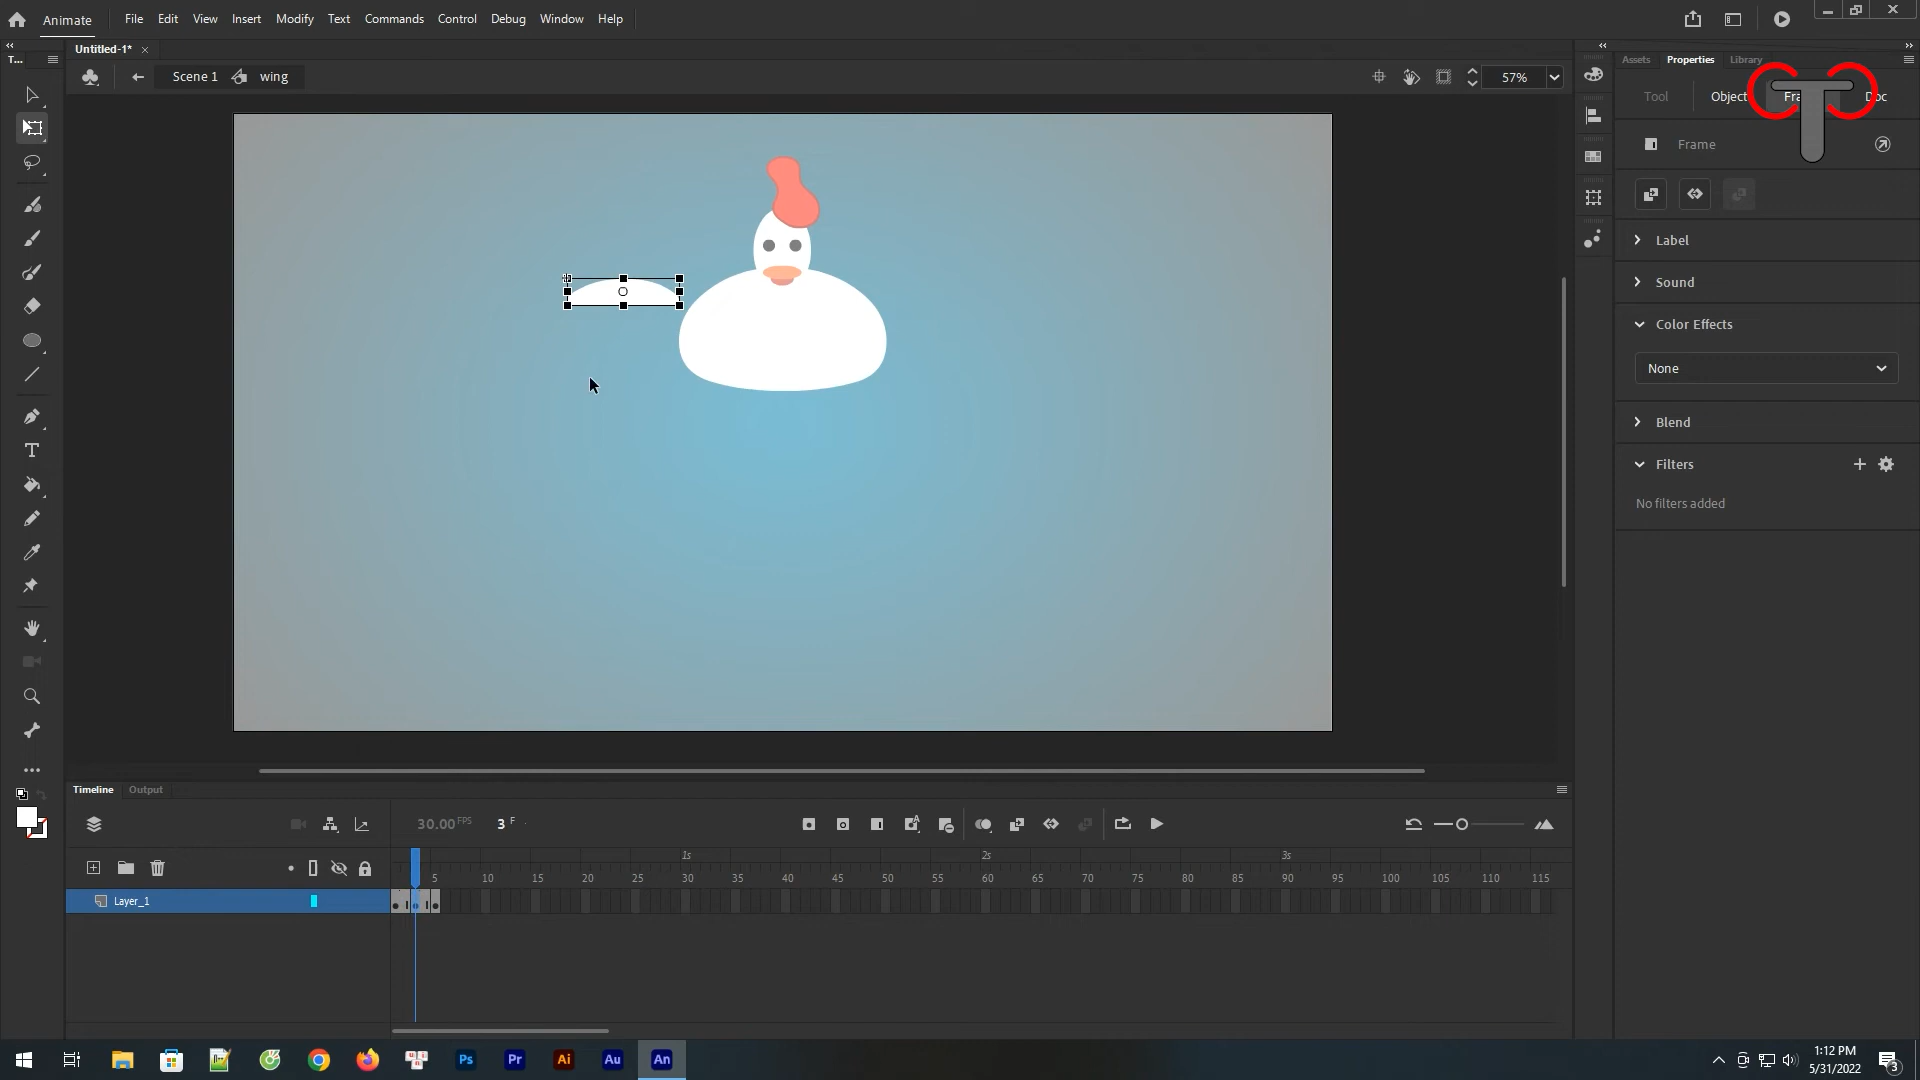 Animate File Edit View Insert Modify Text Commands Control Debug Window Help
Untitled-1* ×
T...
Scene 1 wing 57%
Assets Properties Library
Tool Object Doc
T
Frame
Label
Sound
Color Effects
None
Blend
Filters
No filters added
T
Timeline Output
30.00 FPS 3 F
1s 2s 3s
5 10 15 20 25 30 35 40 45 50 55 60 65 70 75 80 85 90 95 100 105 110 115
Layer_1
Ps Pr Ai Au An
1:12 PM
5/31/2022
3